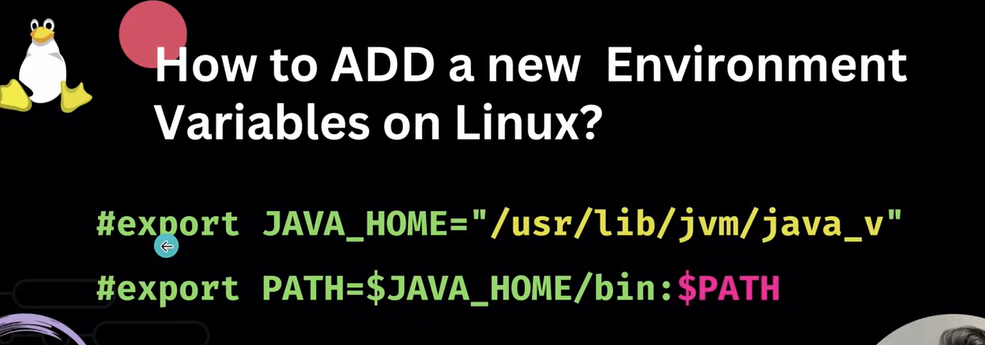 How to ADD a new Environment
Variables on Linux?
#export JAVA_HOME="/usr/lib/jvm/java_v"
#export PATH=$JAVA_HOME/bin:$PATH